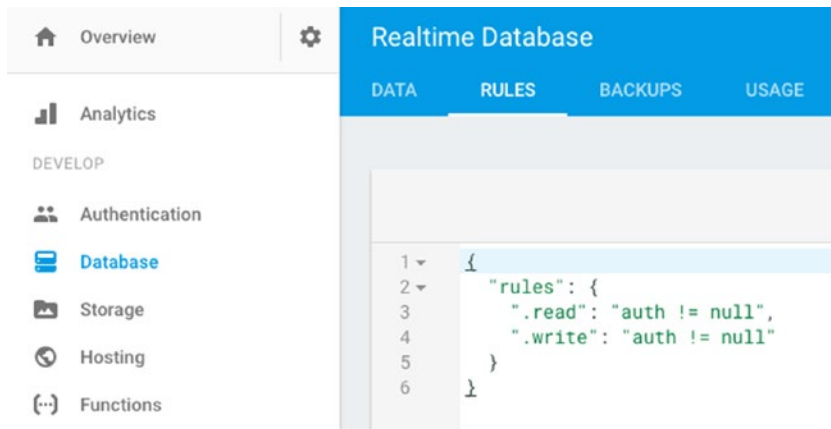 Overview
Analytics
DEVELOP
Authentication
Database
Storage
Hosting
Functions
Realtime Database
DATA RULES BACKUPS USAGE
1 {
2 "rules": {
3 ".read": "auth != null",
4 ".write": "auth != null"
5 }
6 }